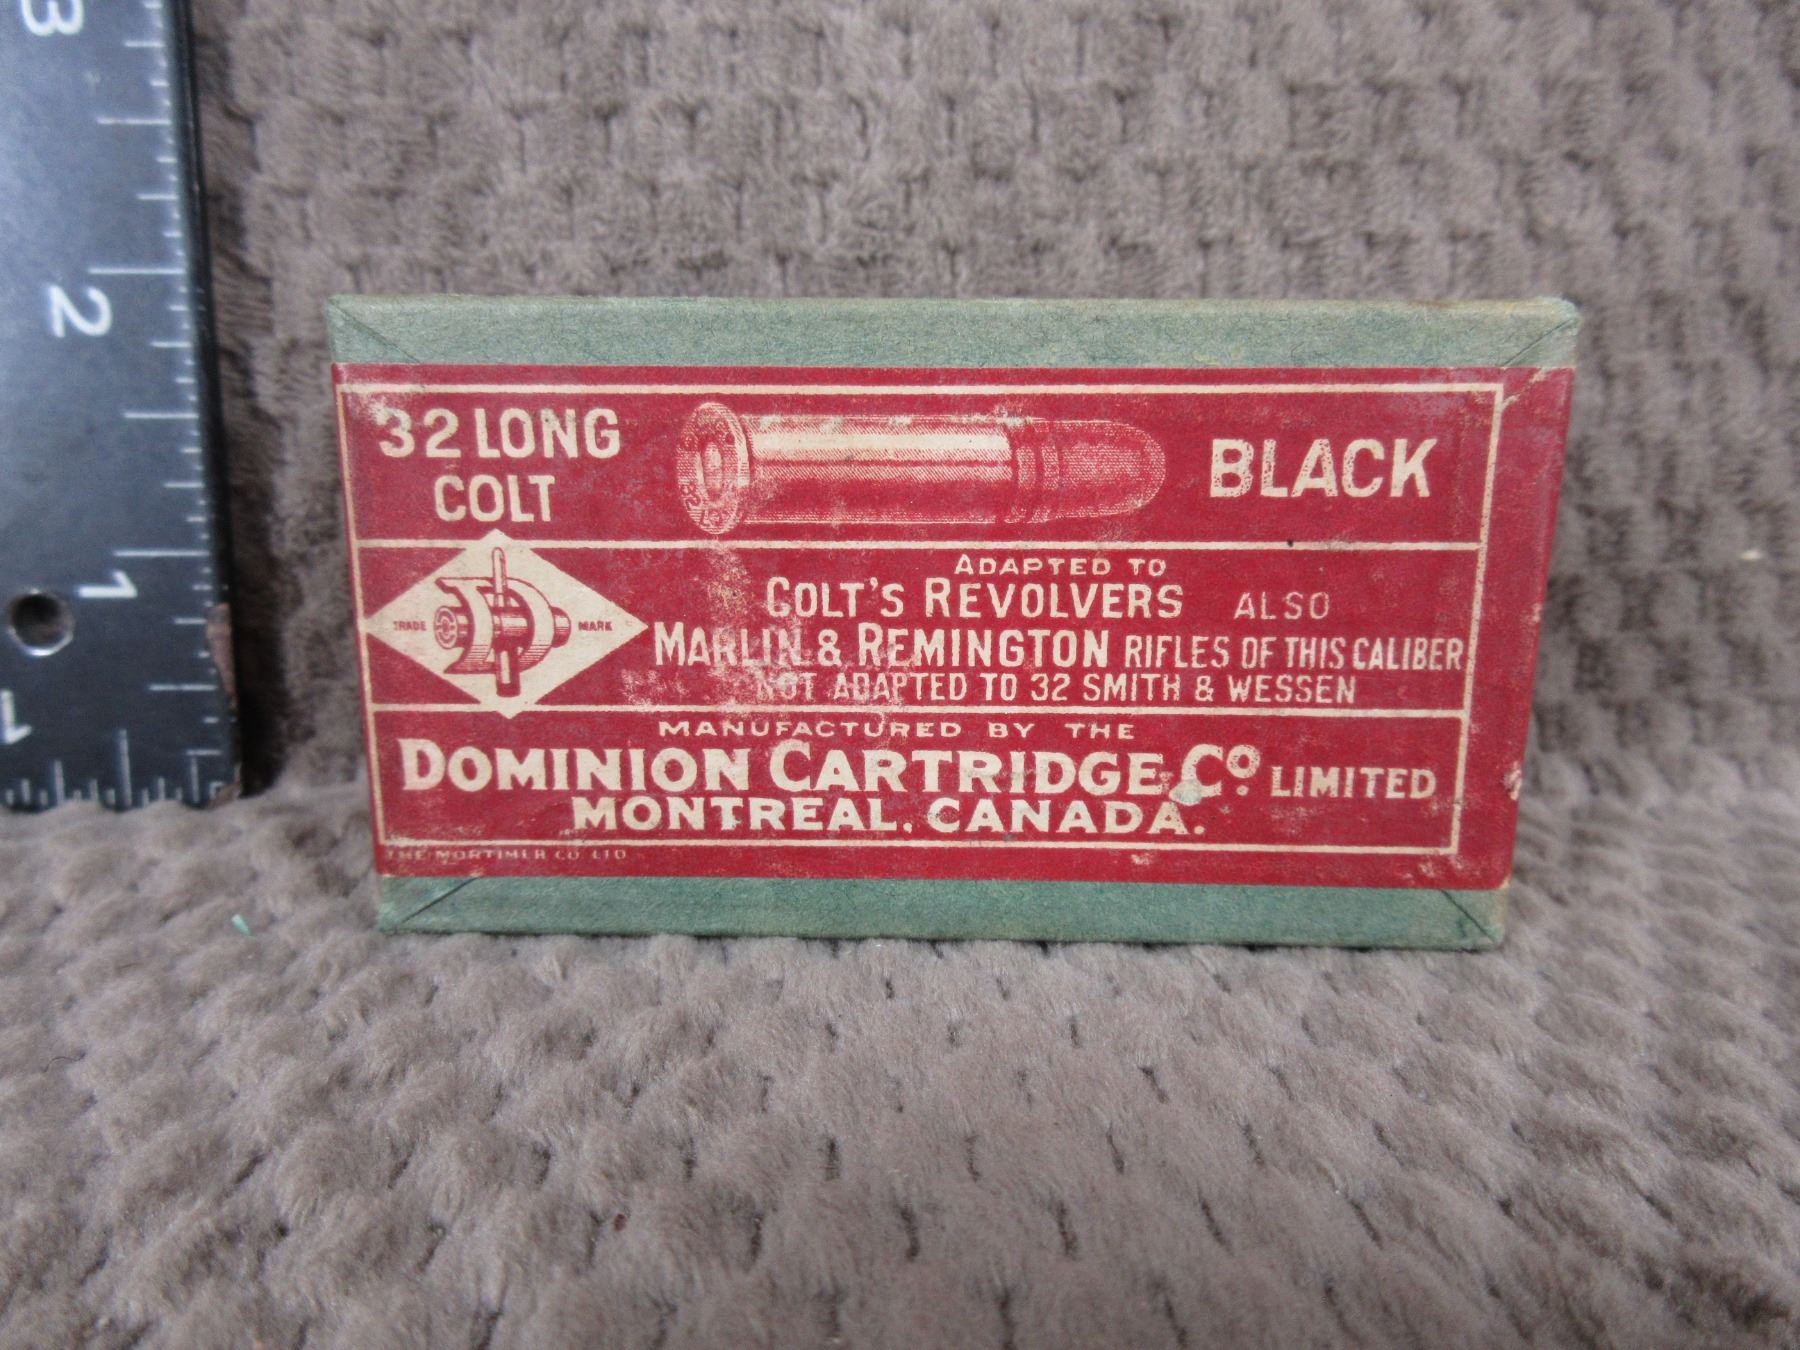 3
2
1
1
32 LONG
COLT
BLACK
TRADE MARK
ADAPTED TO
COLT'S REVOLVERS ALSO
MARLIN & REMINGTON RIFLES OF THIS CALIBER
NOT ADAPTED TO 32 SMITH & WESSEN
MANUFACTURED BY THE
DOMINION CARTRIDGE CO. LIMITED
MONTREAL, CANADA.
THE MORTIMER CO LTD